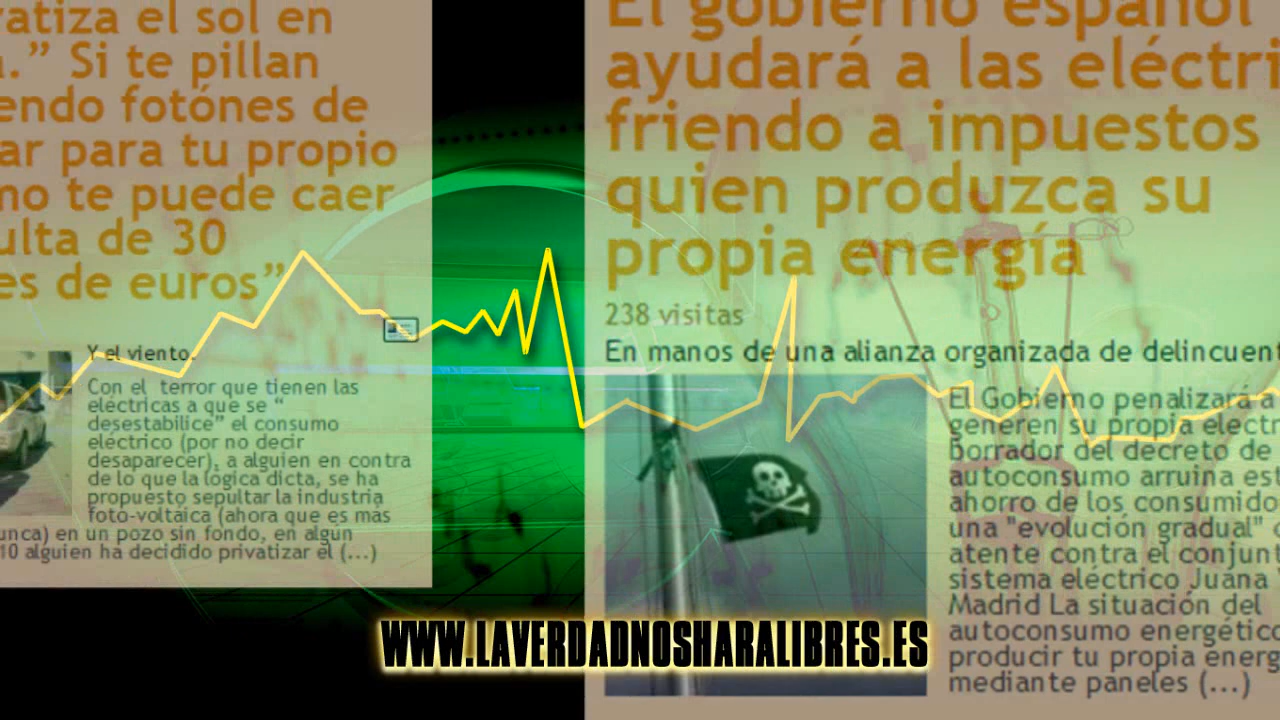 vatiza el sol en
a.” Si te pillan
endo fotónes de
ar para tu propio
mo te puede caer
ulta de 30
es de euros”
Y el viento.
Con el terror que tienen las
eléctricas a que se “
desestabilice” el consumo
eléctrico (por no decir
desaparecer), a alguien en contra
de lo que la lógica dicta, se ha
propuesto sepultar la industria
foto-voltaica (ahora que es más
unca) en un pozo sin fondo, en algún
10 alguien ha decidido privatizar el (...)
El gobierno español
ayudará a las eléctri
friendo a impuestos
quien produzca su
propia energía
238 visitas
En manos de una alianza organizada de delincuent
El Gobierno penalizará a
generen su propia electr
borrador del decreto de
autoconsumo arruina est
ahorro de los consumido
una "evolución gradual"
atente contra el conjunt
sistema eléctrico Juana
Madrid La situación del
autoconsumo energético
producir tu propia energ
mediante paneles (...)
WWW.LAVERDADNOSHARALIBRES.ES